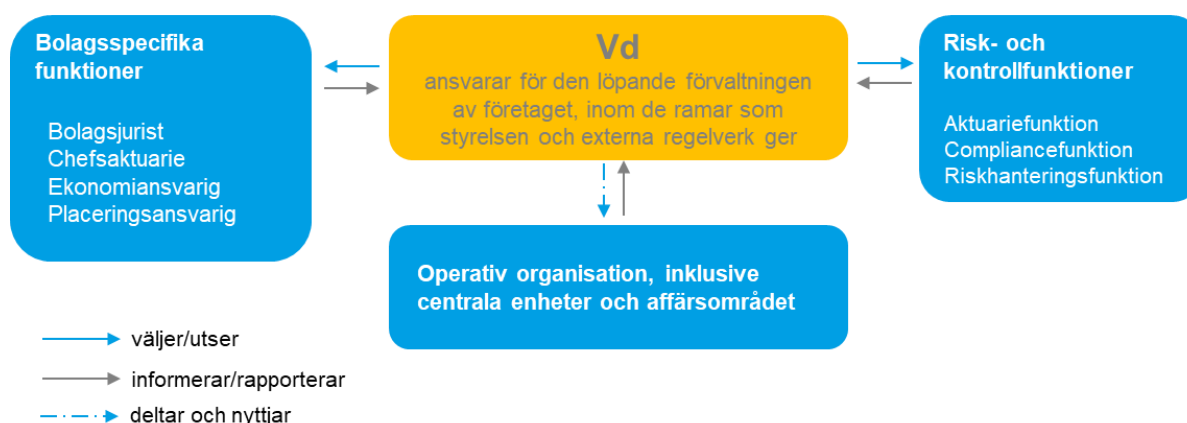 Bolagsspecifika
funktioner
Bolagsjurist
Chefsaktuarie
Ekonomiansvarig
Placeringsansvarig
Vd
ansvarar för den löpande förvaltningen
av företaget, inom de ramar som
styrelsen och externa regelverk ger
Risk- och
kontrollfunktioner
Aktuariefunktion
Compliancefunktion
Riskhanteringsfunktion
Operativ organisation, inklusive
centrala enheter och affärsområdet
väljer/utser
informerar/rapporterar
deltar och nyttjar